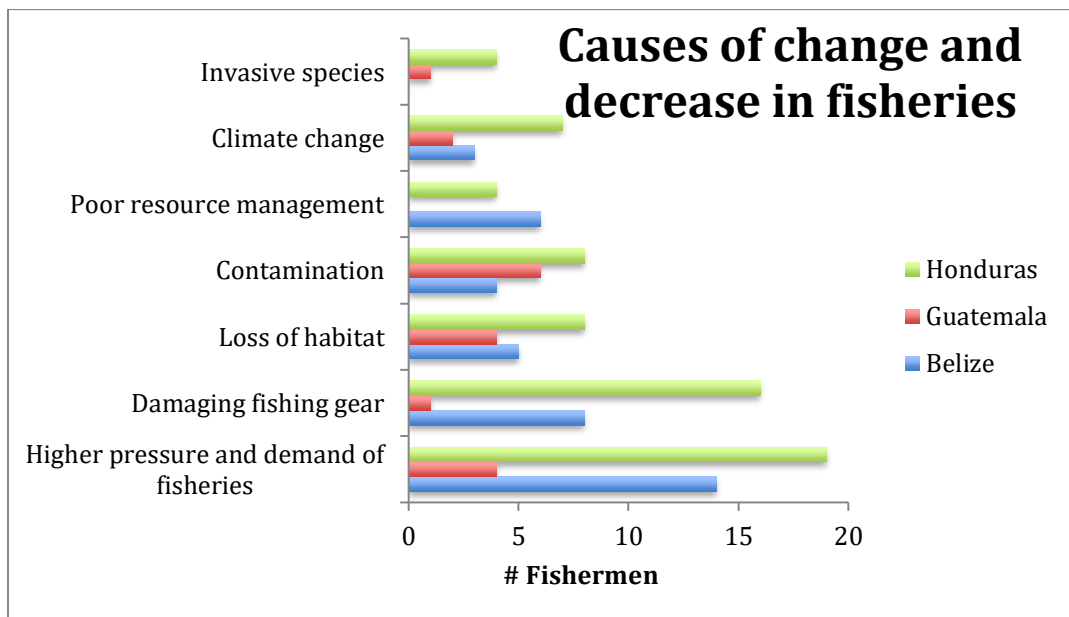 Causes of change and
decrease in fisheries
Invasive species
Climate change
Poor resource management
Contamination
Loss of habitat
Damaging fishing gear
Higher pressure and demand of
fisheries
Honduras
Guatemala
Belize
0 5 10 15 20
# Fishermen